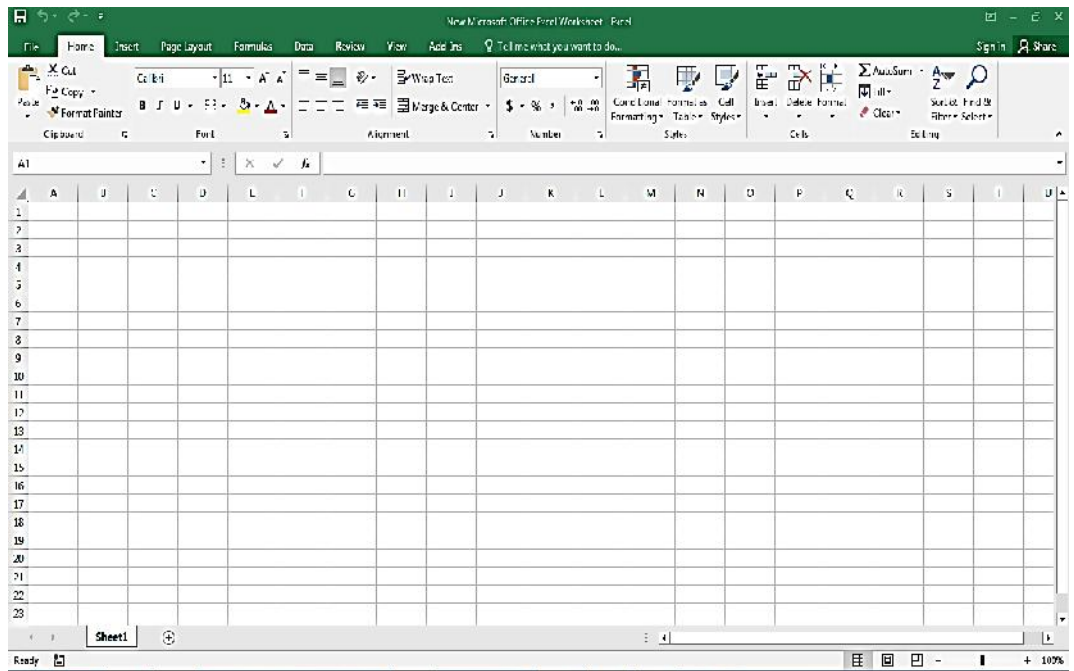 New Microsoft Office Excel Worksheet - Excel
File Home Insert Page Layout Formulas Data Review View Add-Ins Tell me what you want to do... Sign in Share
Cut
Copy
Paste
Format Painter
Clipboard
Calibri 11 A A
B I U A
Font
Wrap Text
Merge & Center
Alignment
General
$ % ,
Number
Conditional Formatting
Format as Table
Cell Styles
Styles
Insert Delete Format
Cells
AutoSum
Fill
Clear
Sort & Filter
Find & Select
Editing
A1 fx
A B C D E F G H I J K L M N O P Q R S T U
1
2
3
4
5
6
7
8
9
10
11
12
13
14
15
16
17
18
19
20
21
22
23
Sheet1
Ready 100%